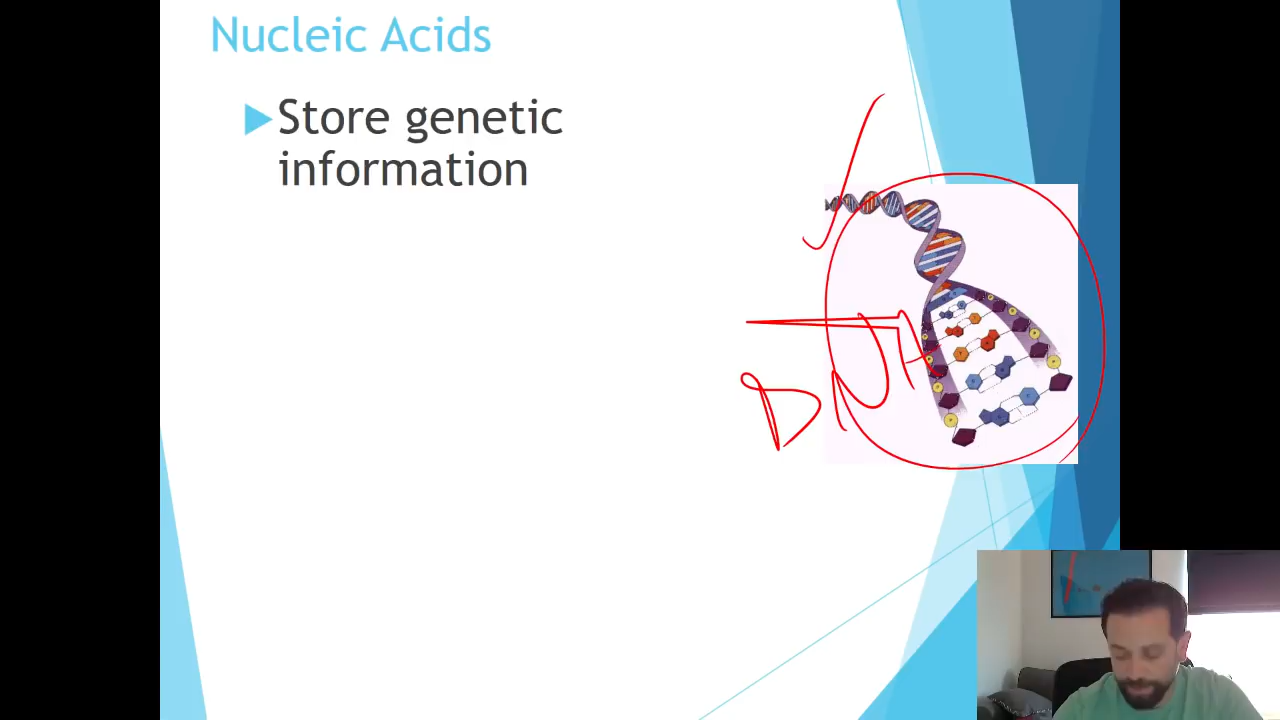 Nucleic Acids
Store genetic
information
DNA